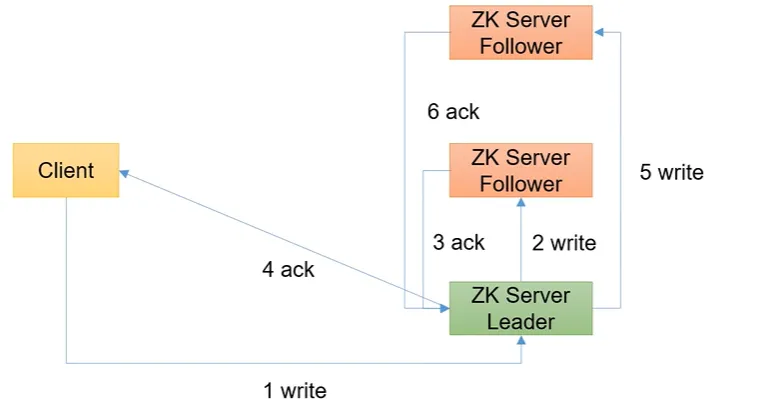 ZK Server
Follower
6 ack
Client
ZK Server
Follower
5 write
3 ack
2 write
4 ack
ZK Server
Leader
1 write